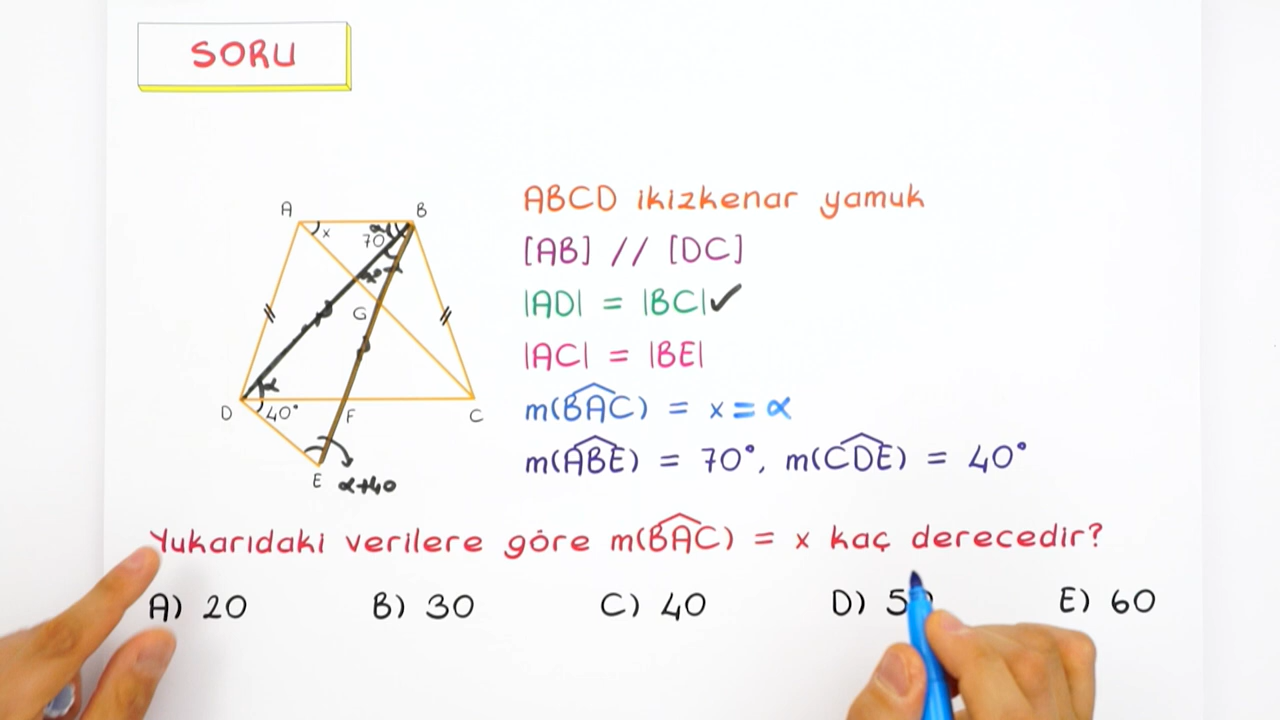 SORU
ABCD ikizkenar yamuk
[AB] // [DC]
|AD| = |BC|✓
|AC| = |BE|
m(BAC) = x = α
m(ABE) = 70°, m(CDE) = 40°
A
B
x
α
70
G
α
D
40°
F
C
E
α+40
Yukarıdaki verilere göre m(BAC) = x kaç derecedir?
A) 20
B) 30
C) 40
D)
E) 60